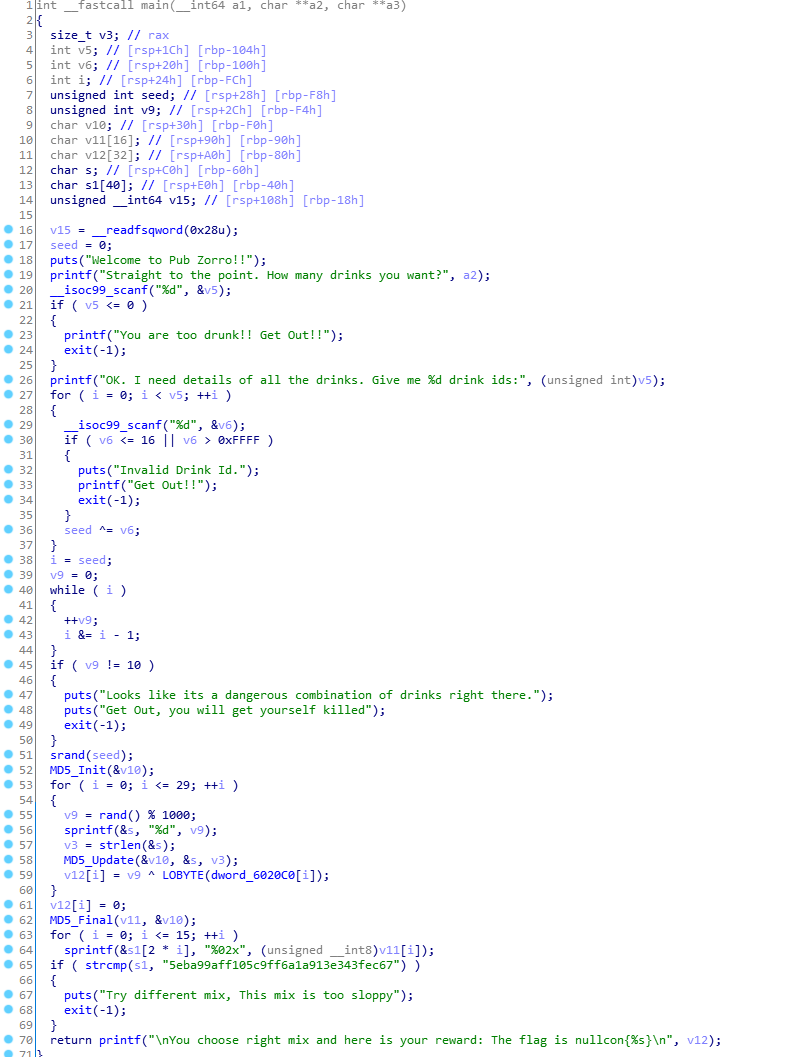 1 int __fastcall main(__int64 a1, char **a2, char **a3)
2 {
3 size_t v3; // rax
4 int v5; // [rsp+1Ch] [rbp-104h]
5 int v6; // [rsp+20h] [rbp-100h]
6 int i; // [rsp+24h] [rbp-FCh]
7 unsigned int seed; // [rsp+28h] [rbp-F8h]
8 unsigned int v9; // [rsp+2Ch] [rbp-F4h]
9 char v10; // [rsp+30h] [rbp-F0h]
10 char v11[16]; // [rsp+90h] [rbp-90h]
11 char v12[32]; // [rsp+A0h] [rbp-80h]
12 char s; // [rsp+C0h] [rbp-60h]
13 char s1[40]; // [rsp+E0h] [rbp-40h]
14 unsigned __int64 v15; // [rsp+108h] [rbp-18h]
15
16 v15 = __readfsqword(0x28u);
17 seed = 0;
18 puts("Welcome to Pub Zorro!!");
19 printf("Straight to the point. How many drinks you want?", a2);
20 __isoc99_scanf("%d", &v5);
21 if ( v5 <= 0 )
22 {
23 printf("You are too drunk!! Get Out!!");
24 exit(-1);
25 }
26 printf("OK. I need details of all the drinks. Give me %d drink ids:", (unsigned int)v5);
27 for ( i = 0; i < v5; ++i )
28 {
29 __isoc99_scanf("%d", &v6);
30 if ( v6 <= 16 || v6 > 0xFFFF )
31 {
32 puts("Invalid Drink Id.");
33 printf("Get Out!!");
34 exit(-1);
35 }
36 seed ^= v6;
37 }
38 i = seed;
39 v9 = 0;
40 while ( i )
41 {
42 ++v9;
43 i &= i - 1;
44 }
45 if ( v9 != 10 )
46 {
47 puts("Looks like its a dangerous combination of drinks right there.");
48 puts("Get Out, you will get yourself killed");
49 exit(-1);
50 }
51 srand(seed);
52 MD5_Init(&v10);
53 for ( i = 0; i <= 29; ++i )
54 {
55 v9 = rand() % 1000;
56 sprintf(&s, "%d", v9);
57 v3 = strlen(&s);
58 MD5_Update(&v10, &s, v3);
59 v12[i] = v9 ^ LOBYTE(dword_6020C0[i]);
60 }
61 v12[i] = 0;
62 MD5_Final(v11, &v10);
63 for ( i = 0; i <= 15; ++i )
64 sprintf(&s1[2 * i], "%02x", (unsigned __int8)v11[i]);
65 if ( strcmp(s1, "5eba99aff105c9ff6a1a913e343fec67") )
66 {
67 puts("Try different mix, This mix is too sloppy");
68 exit(-1);
69 }
70 return printf("\nYou choose right mix and here is your reward: The flag is nullcon{%s}\n", v12);
71 }